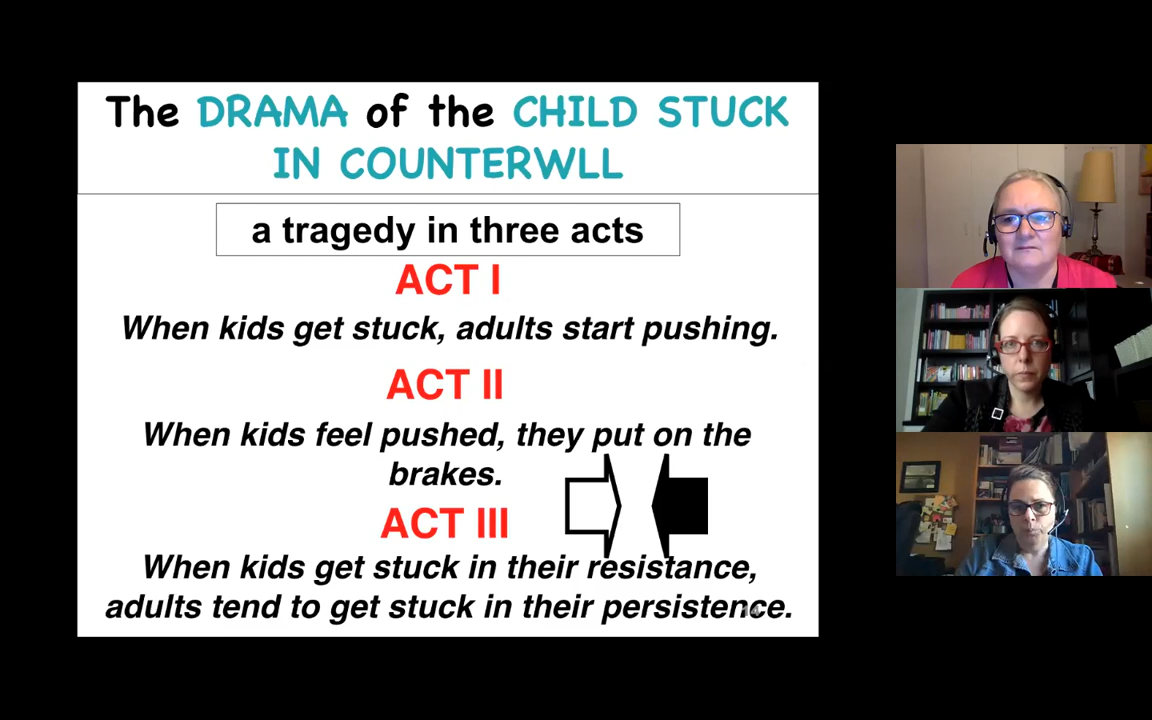 The DRAMA of the CHILD STUCK
IN COUNTERWLL
a tragedy in three acts
ACT I
When kids get stuck, adults start pushing.
ACT II
When kids feel pushed, they put on the
brakes.
ACT III
When kids get stuck in their resistance,
adults tend to get stuck in their persistence.